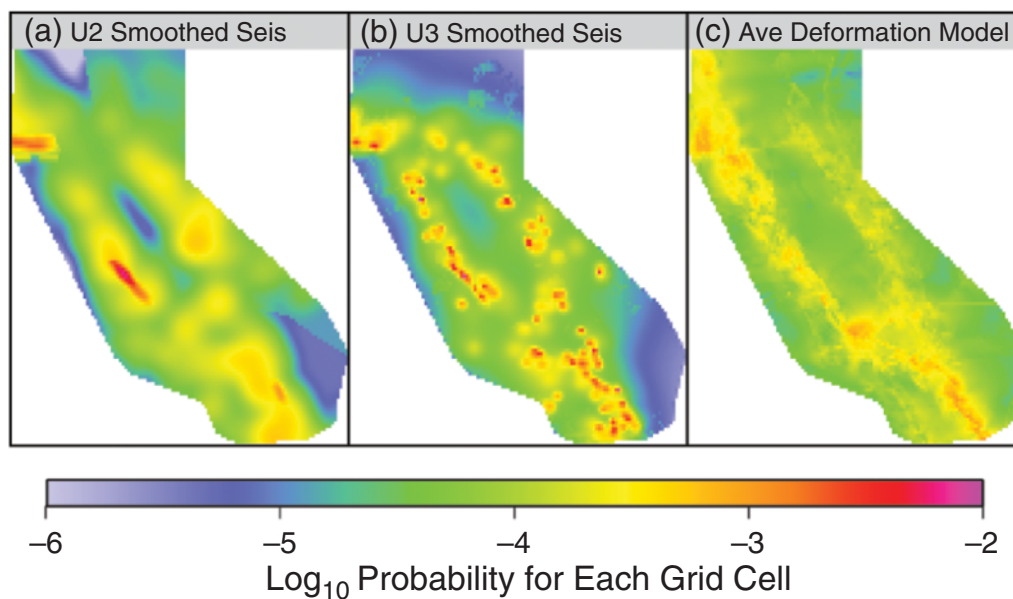 (a) U2 Smoothed Seis (b) U3 Smoothed Seis (c) Ave Deformation Model
–6 –5 –4 –3 –2
Log10 Probability for Each Grid Cell